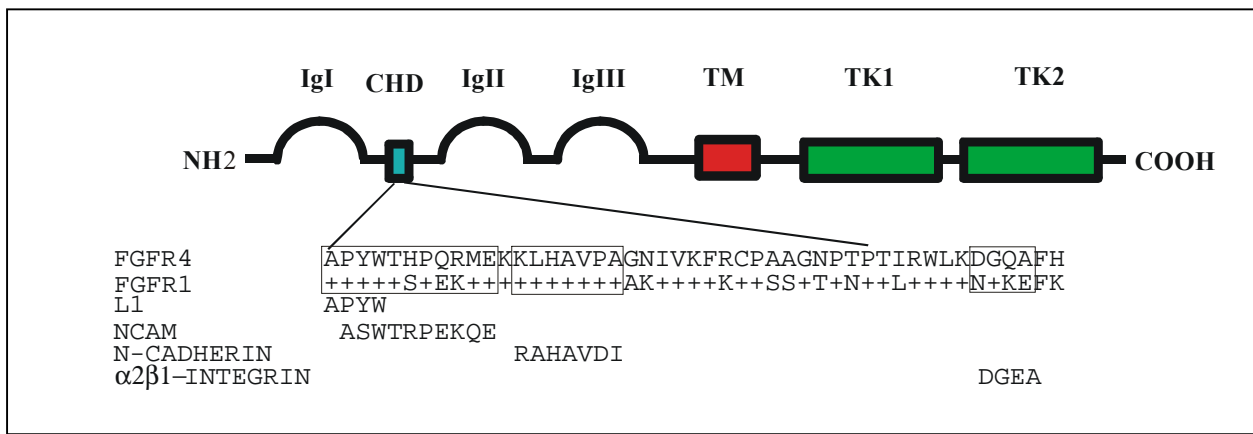 IgI CHD IgII IgIII TM TK1 TK2
NH2 COOH
FGFR4 APYWTHPQRMEKKLHAVPAGNIVKFRCPAAGNPTPTIRWLKDGQAFH
FGFR1 +++++S+EK++++++++++AK++++K++SS+T+N++L++++N+KEFK
L1 APYW
NCAM ASWTRPEKQE
N-CADHERIN RAHAVDI
α2β1–INTEGRIN DGEA